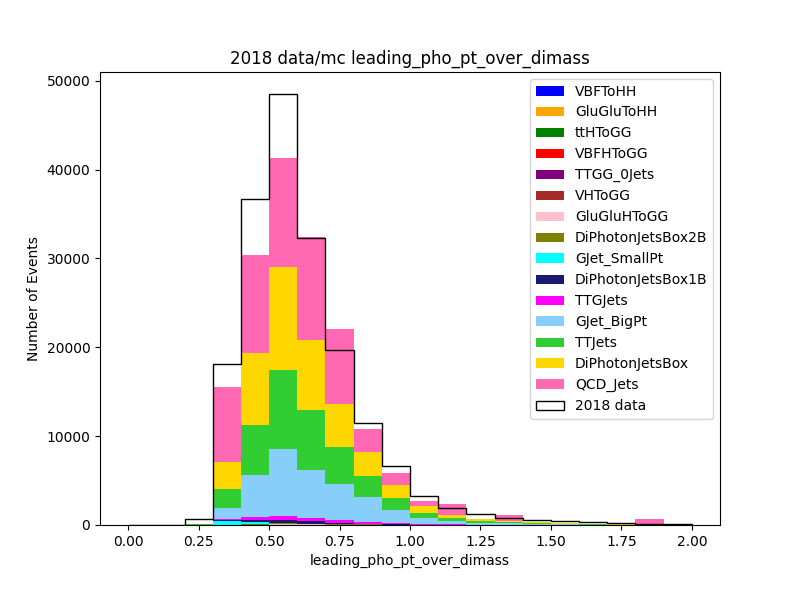 2018 data/mc leading_pho_pt_over_dimass
50000
40000
30000
20000
10000
0
Number of Events
VBFToHH
GluGluToHH
ttHToGG
VBFHToGG
TTGG_0Jets
VHToGG
GluGluHToGG
DiPhotonJetsBox2B
GJet_SmallPt
DiPhotonJetsBox1B
TTGJets
GJet_BigPt
TTJets
DiPhotonJetsBox
QCD_Jets
2018 data
0.00 0.25 0.50 0.75 1.00 1.25 1.50 1.75 2.00
leading_pho_pt_over_dimass